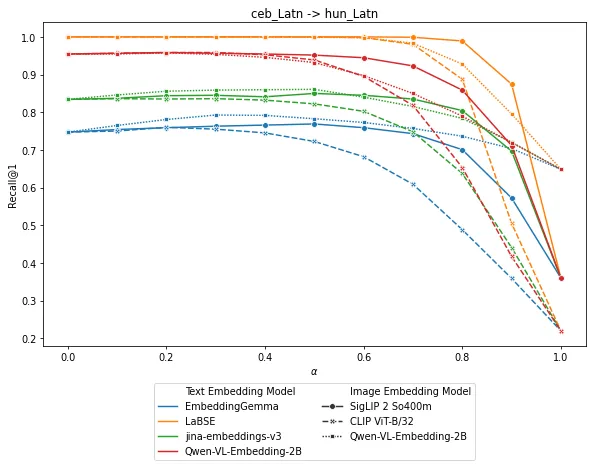 ceb_Latn -> hun_Latn
1.0
0.9
0.8
0.7
0.6
0.5
0.4
0.3
0.2
Recall@1
0.0 0.2 0.4 0.6 0.8 1.0
α
Text Embedding Model
EmbeddingGemma
LaBSE
jina-embeddings-v3
Qwen-VL-Embedding-2B
Image Embedding Model
SigLIP 2 So400m
CLIP ViT-B/32
Qwen-VL-Embedding-2B